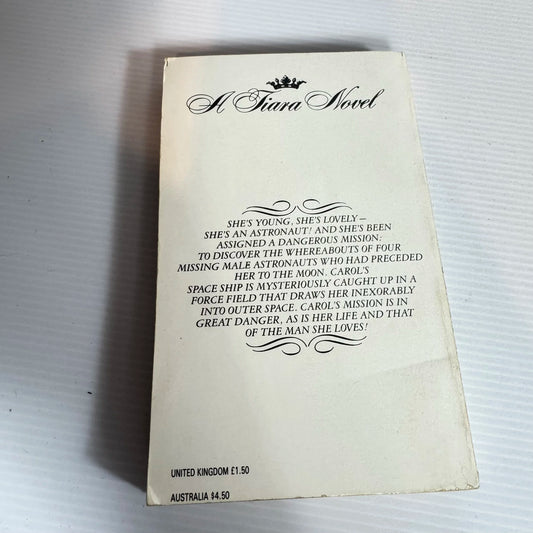 A Tiara Novel
SHE'S YOUNG, SHE'S LOVELY—
SHE'S AN ASTRONAUT! AND SHE'S BEEN
ASSIGNED A DANGEROUS MISSION:
TO DISCOVER THE WHEREABOUTS OF FOUR
MISSING MALE ASTRONAUTS WHO HAD PRECEDED
HER TO THE MOON. CAROL'S
SPACE SHIP IS MYSTERIOUSLY CAUGHT UP IN A
FORCE FIELD THAT DRAWS HER INEXORABLY
INTO OUTER SPACE. CAROL'S MISSION IS IN
GREAT DANGER, AS IS HER LIFE AND THAT
OF THE MAN SHE LOVES!
UNITED KINGDOM £1.50
AUSTRALIA $4.50